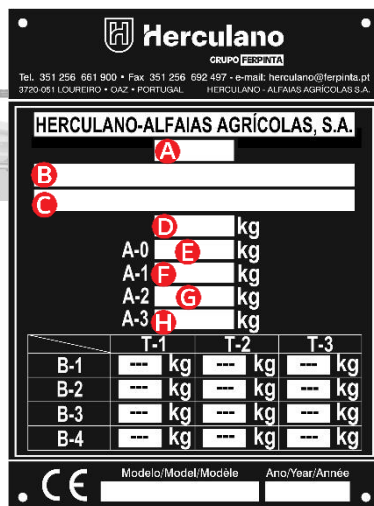 www.herculano.pt
Herculano
GRUPO FERPINTA
Tel. 351 256 661 900 • Fax 351 256 692 497 - e-mail: herculano@ferpinta.pt
3720-051 LOUREIRO • OAZ • PORTUGAL HERCULANO - ALFAIAS AGRÍCOLAS S.A.
HERCULANO-ALFAIAS AGRÍCOLAS, S.A.
A
B
C
D kg
A-0 E kg
A-1 F kg
A-2 G kg
A-3 H kg
T-1 T-2 T-3
B-1 --- kg --- kg --- kg
B-2 --- kg --- kg --- kg
B-3 --- kg --- kg --- kg
B-4 --- kg --- kg --- kg
CE Modelo/Model/Modèle Ano/Year/Année